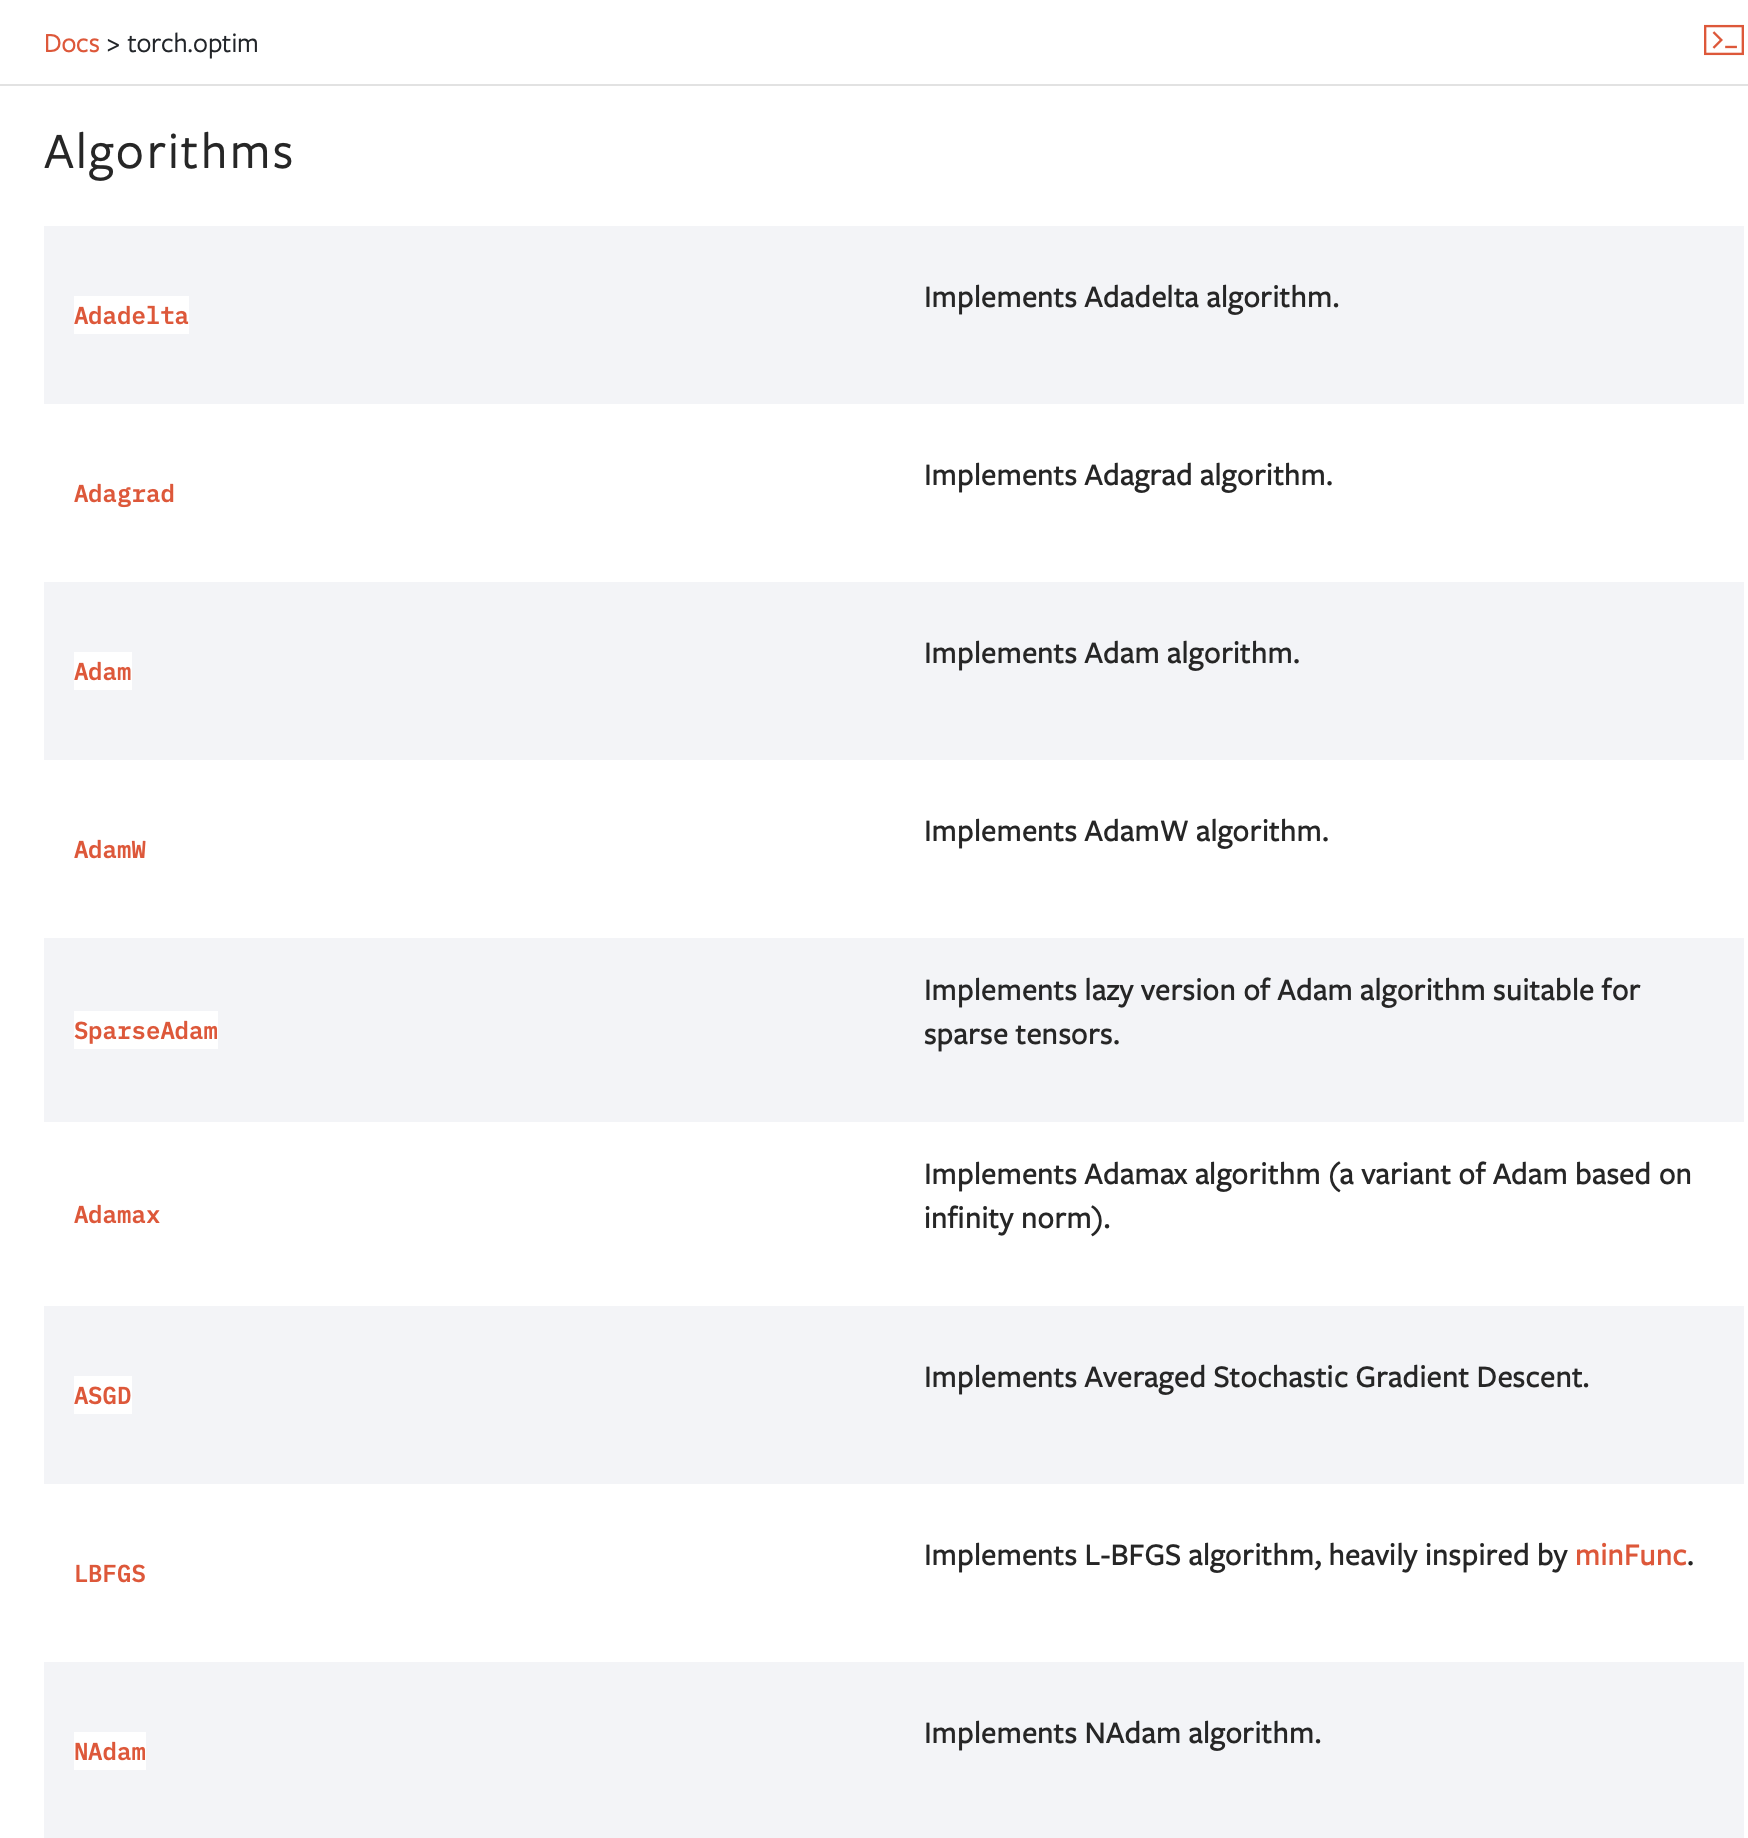 Docs > torch.optim
Algorithms
Adadelta
Implements Adadelta algorithm.
Adagrad
Implements Adagrad algorithm.
Adam
Implements Adam algorithm.
AdamW
Implements AdamW algorithm.
SparseAdam
Implements lazy version of Adam algorithm suitable for
sparse tensors.
Adamax
Implements Adamax algorithm (a variant of Adam based on
infinity norm).
ASGD
Implements Averaged Stochastic Gradient Descent.
LBFGS
Implements L-BFGS algorithm, heavily inspired by minFunc.
NAdam
Implements NAdam algorithm.